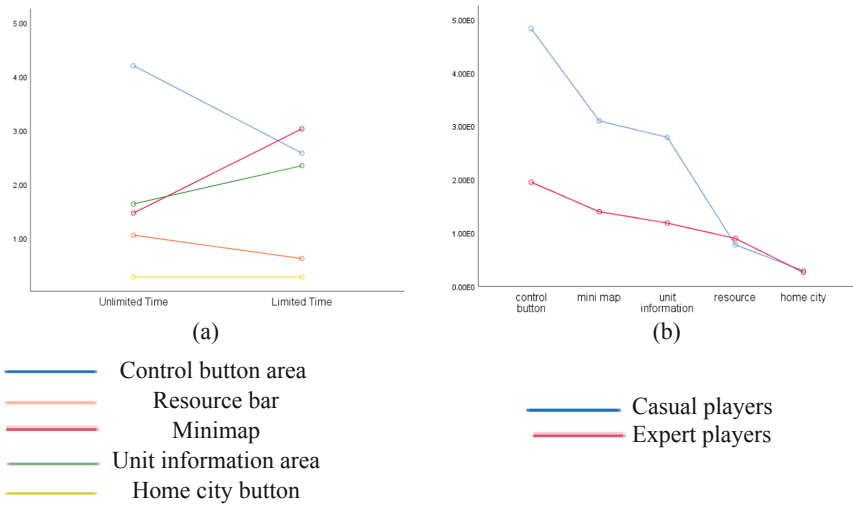 5.00
4.00
3.00
2.00
1.00
Unlimited Time Limited Time
(a)
5.00E0
4.00E0
3.00E0
2.00E0
1.00E0
0.00E0
control button mini map unit information resource home city
(b)
Control button area
Resource bar
Minimap
Unit information area
Home city button
Casual players
Expert players